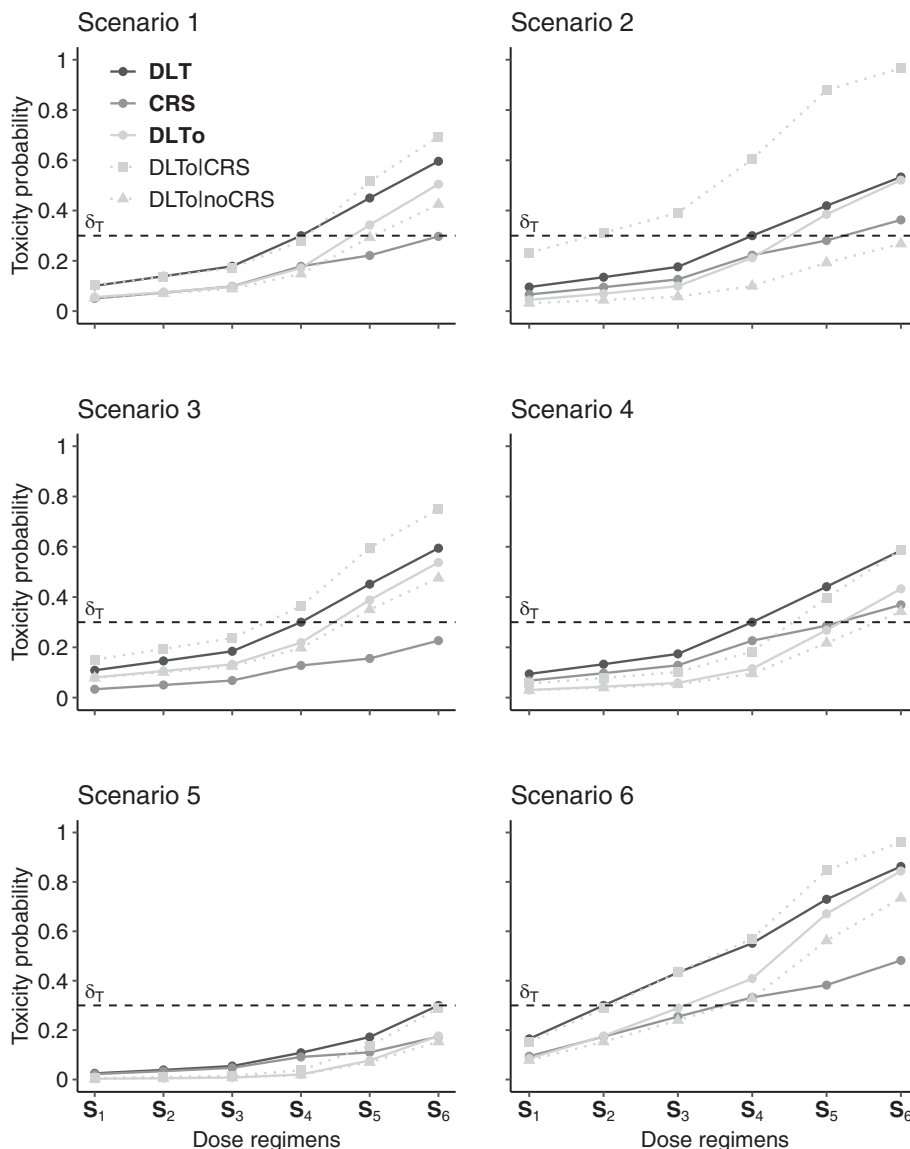 Scenario 1
Scenario 2
1
0.8
0.6
0.4
0.2
0
Toxicity probability
DLT
CRS
DLTo
DLTo|CRS
DLTo|noCRS
δT
δT
Scenario 3
Scenario 4
1
0.8
0.6
0.4
0.2
0
Toxicity probability
δT
δT
Scenario 5
Scenario 6
1
0.8
0.6
0.4
0.2
0
Toxicity probability
δT
δT
S1 S2 S3 S4 S5 S6
S1 S2 S3 S4 S5 S6
Dose regimens
Dose regimens